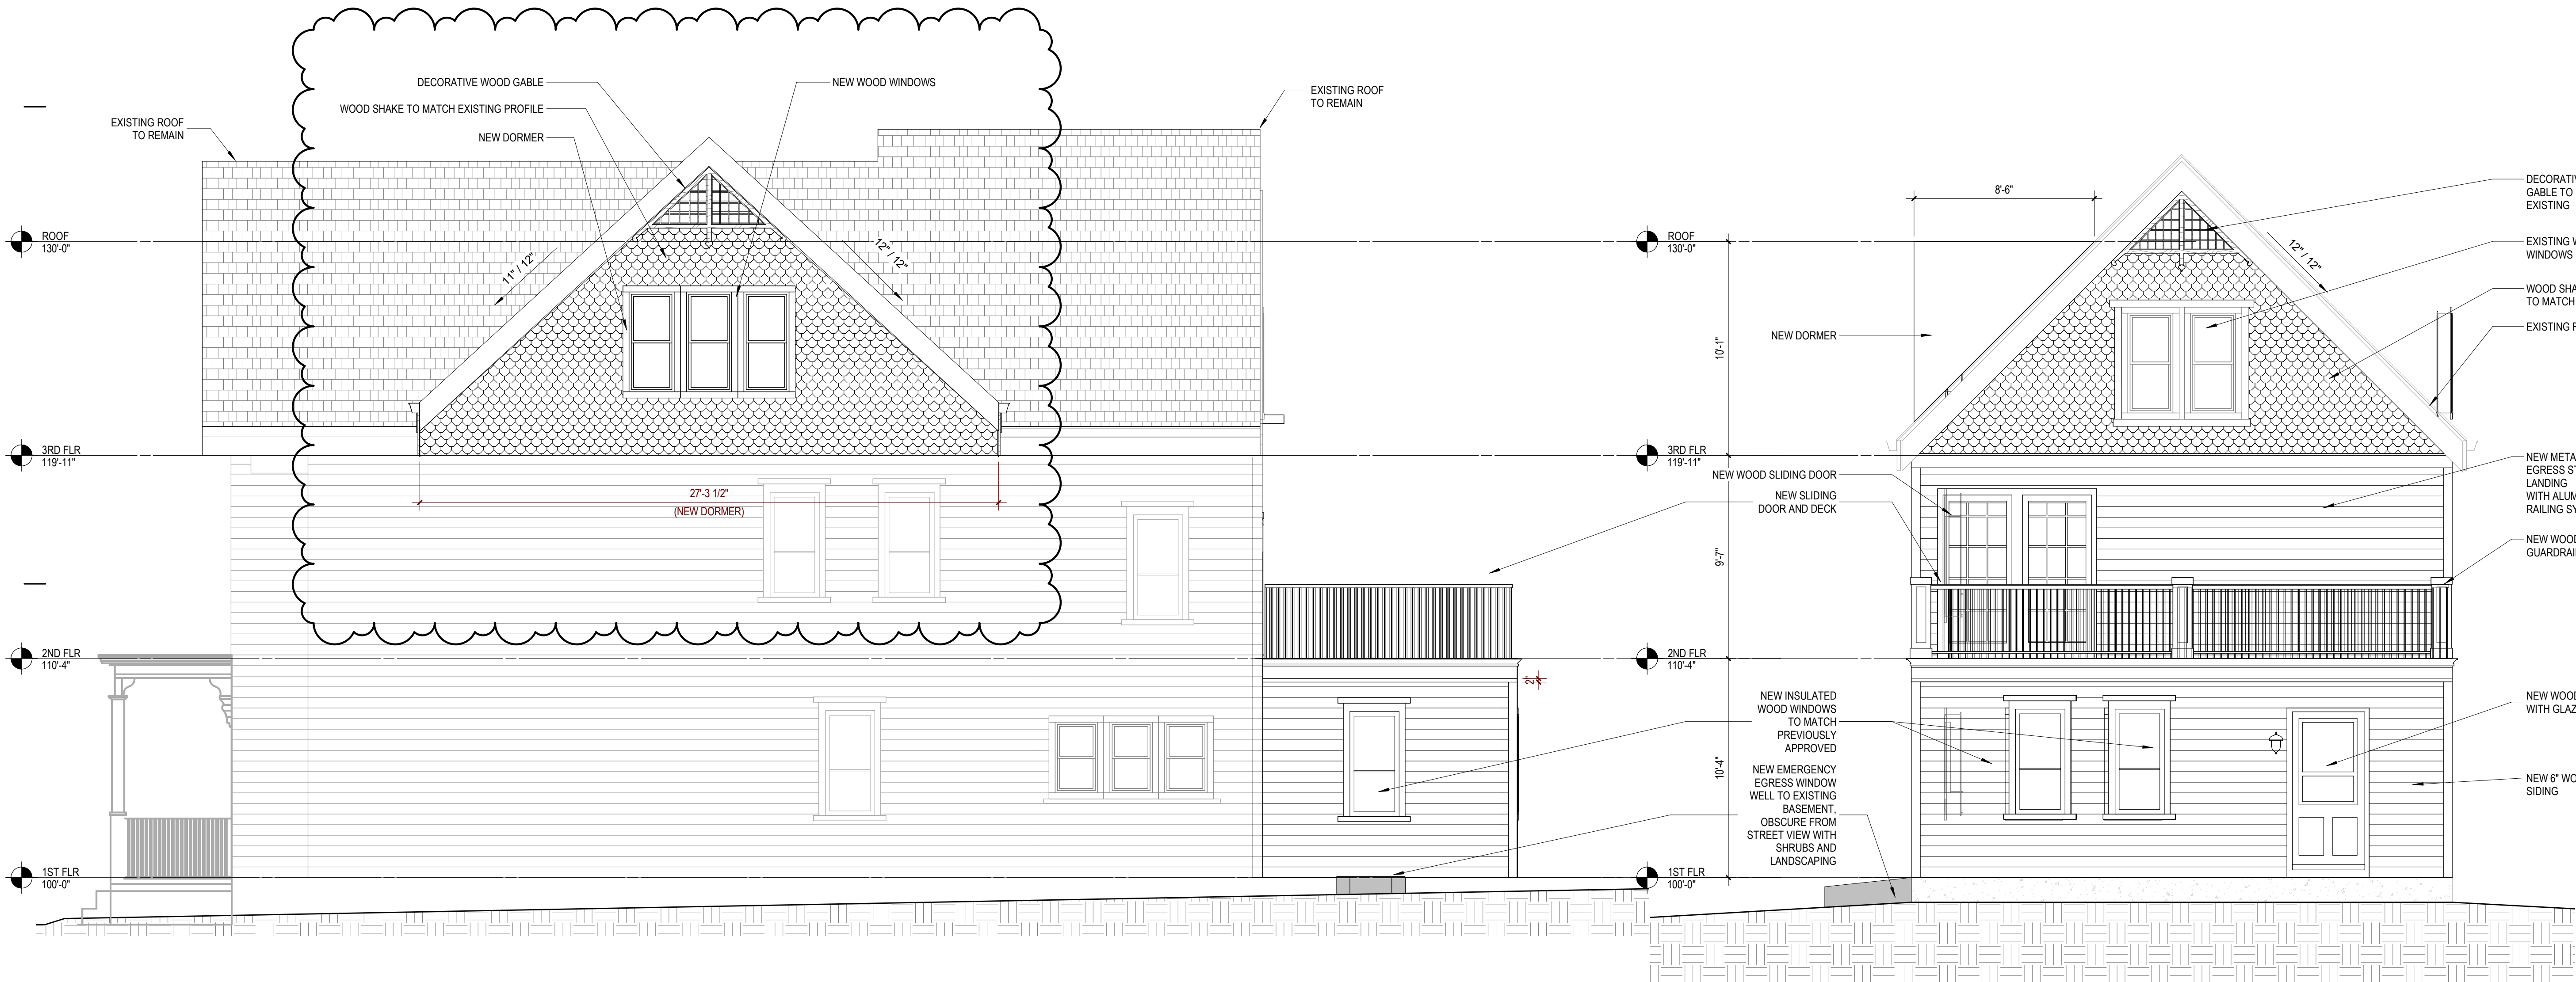 DECORATIVE WOOD GABLE
WOOD SHAKE TO MATCH EXISTING PROFILE
NEW DORMER
NEW WOOD WINDOWS
EXISTING ROOF
TO REMAIN
EXISTING ROOF
TO REMAIN
11" / 12"
12" / 12"
ROOF
130'-0"
3RD FLR
119'-11"
27'-3 1/2"
(NEW DORMER)
2ND FLR
110'-4"
1ST FLR
100'-0"
2"
ROOF
130'-0"
3RD FLR
119'-11"
2ND FLR
110'-4"
1ST FLR
100'-0"
8'-6"
10'-1"
9'-7"
10'-4"
12" / 12"
NEW DORMER
NEW WOOD SLIDING DOOR
NEW SLIDING
DOOR AND DECK
NEW INSULATED
WOOD WINDOWS
TO MATCH
PREVIOUSLY
APPROVED
NEW EMERGENCY
EGRESS WINDOW
WELL TO EXISTING
BASEMENT,
OBSCURE FROM
STREET VIEW WITH
SHRUBS AND
LANDSCAPING
DECORATIV
GABLE TO
EXISTING
EXISTING W
WINDOWS
WOOD SHA
TO MATCH
EXISTING R
NEW META
EGRESS ST
LANDING
WITH ALUM
RAILING SY
NEW WOOD
GUARDRAI
NEW WOOD
WITH GLAZ
NEW 6" WO
SIDING